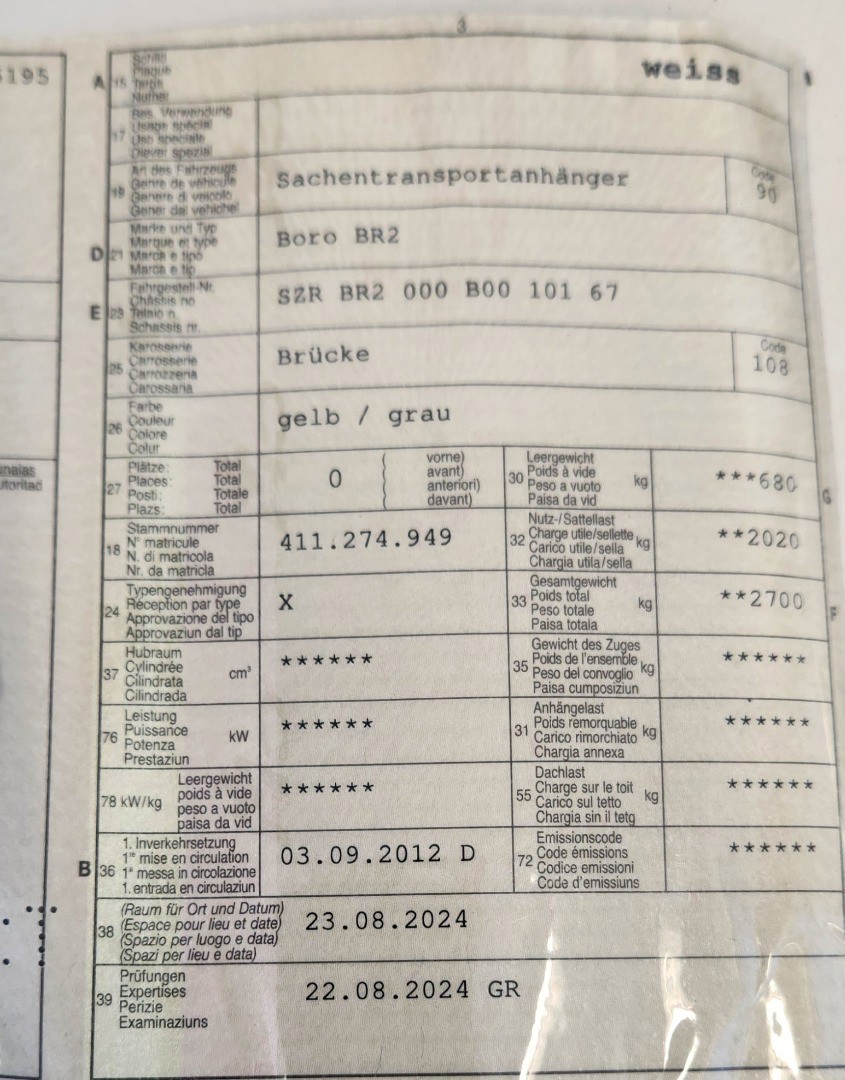 3
5195
A 15 Schild
Plaque
Targa
Numer
weiss
17 Bes. Verwendung
Usage spécial
Uso speciale
Diever spezial
19 Art des Fahrzeugs
Genre de véhicule
Genere di veicolo
Gener dal vehichel
Sachentransportanhänger
Code
90
D 21 Marke und Typ
Marque et type
Marca e tipo
Marca e tip
Boro BR2
E 23 Fahrgestell-Nr.
Châssis no
Telaio n.
Schassis nr.
SZR BR2 000 B00 101 67
25 Karosserie
Carrosserie
Carrozzeria
Carossaria
Brücke
Code
108
26 Farbe
Couleur
Colore
Colur
gelb / grau
27 Plätze: Total
Places: Total
Posti: Totale
Plazs: Total
0
( vorne)
avant)
anteriori)
( davant)
30 Leergewicht
Poids à vide
Peso a vuoto
Paisa da vid
kg
***680
G
18 Stammnummer
N° matricule
N. di matricola
Nr. da matricla
411.274.949
32 Nutz-/Sattellast
Charge utile/sellette
Carico utile/sella
Chargia utila/sella
kg
**2020
24 Typengenehmigung
Réception par type
Approvazione del tipo
Approvaziun dal tip
X
33 Gesamtgewicht
Poids total
Peso totale
Paisa totala
kg
**2700
F
37 Hubraum
Cylindrée
Cilindrata
Cilindrada
cm³
******
35 Gewicht des Zuges
Poids de l'ensemble
Peso del convoglio
Paisa cumposiziun
kg
******
76 Leistung
Puissance
Potenza
Prestaziun
kW
******
31 Anhängelast
Poids remorquable
Carico rimorchiato
Chargia annexa
kg
******
78 kW/kg Leergewicht
poids à vide
peso a vuoto
paisa da vid
******
55 Dachlast
Charge sur le toit
Carico sul tetto
Chargia sin il tetg
kg
******
B 36 1. Inverkehrsetzung
1re mise en circulation
1a messa in circolazione
1. entrada en circulaziun
03.09.2012 D
72 Emissionscode
Code émissions
Codice emissioni
Code d'emissiuns
******
38 (Raum für Ort und Datum)
(Espace pour lieu et date)
(Spazio per luogo e data)
(Spazi per lieu e data)
23.08.2024
39 Prüfungen
Expertises
Perizie
Examinaziuns
22.08.2024 GR